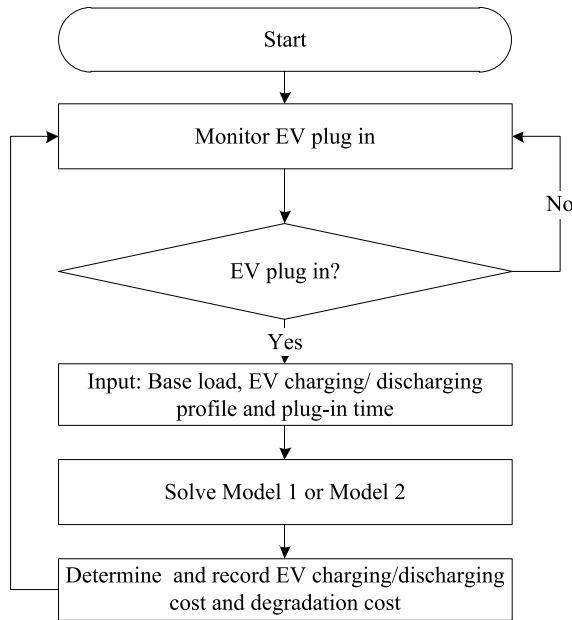 Start
Monitor EV plug in
No
EV plug in?
Yes
Input: Base load, EV charging/ discharging
profile and plug-in time
Solve Model 1 or Model 2
Determine  and record EV charging/discharging
cost and degradation cost